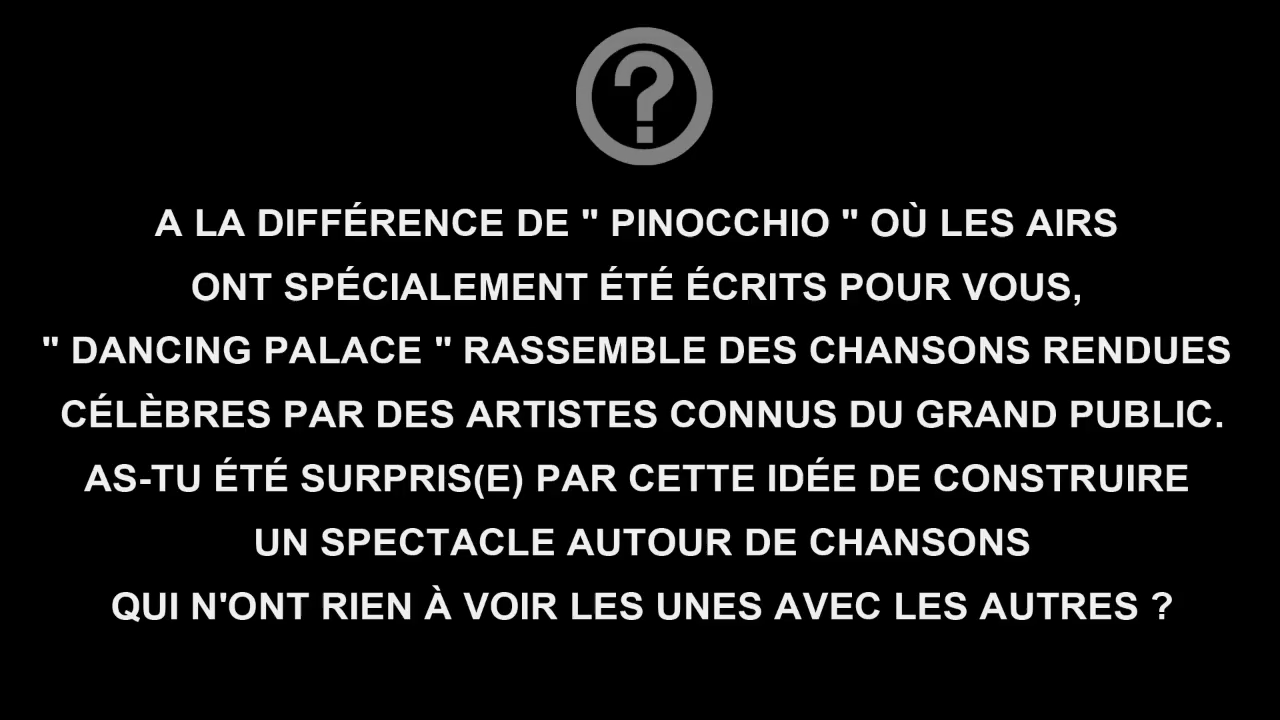 A LA DIFFÉRENCE DE " PINOCCHIO " OÙ LES AIRS
ONT SPÉCIALEMENT ÉTÉ ÉCRITS POUR VOUS,
" DANCING PALACE " RASSEMBLE DES CHANSONS RENDUES
CÉLÈBRES PAR DES ARTISTES CONNUS DU GRAND PUBLIC.
AS-TU ÉTÉ SURPRIS(E) PAR CETTE IDÉE DE CONSTRUIRE
UN SPECTACLE AUTOUR DE CHANSONS
QUI N'ONT RIEN À VOIR LES UNES AVEC LES AUTRES ?